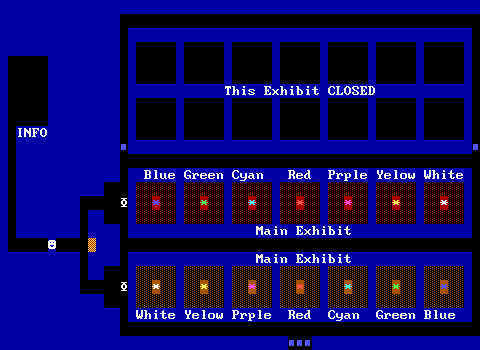 This Exhibit CLOSED
INFO
Blue Green Cyan Red Prple Yelow White
Main Exhibit
Main Exhibit
White Yelow Prple Red Cyan Green Blue